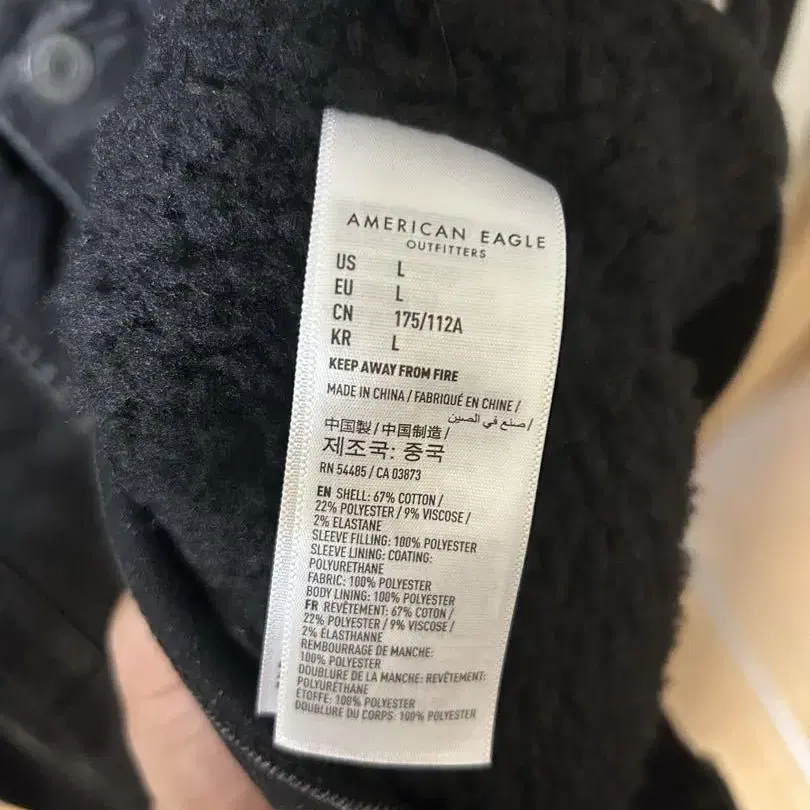 AMERICAN EAGLE
OUTFITTERS
US L
EU L
CN 175/112A
KR L
KEEP AWAY FROM FIRE
MADE IN CHINA / FABRIQUÉ EN CHINE /
صنع في الصين /
中国製 / 中国制造 /
제조국: 중국
RN 54485 / CA 03873
EN SHELL: 67% COTTON /
22% POLYESTER / 9% VISCOSE /
2% ELASTANE
SLEEVE FILLING: 100% POLYESTER
SLEEVE LINING: COATING:
POLYURETHANE
FABRIC: 100% POLYESTER
BODY LINING: 100% POLYESTER
FR REVÊTEMENT: 67% COTON /
22% POLYESTER / 9% VISCOSE /
2% ÉLASTHANNE
REMBOURRAGE DE MANCHE:
100% POLYESTER
DOUBLURE DE LA MANCHE: REVÊTEMENT:
POLYURÉTHANE
ÉTOFFE: 100% POLYESTER
DOUBLURE DU CORPS: 100% POLYESTER